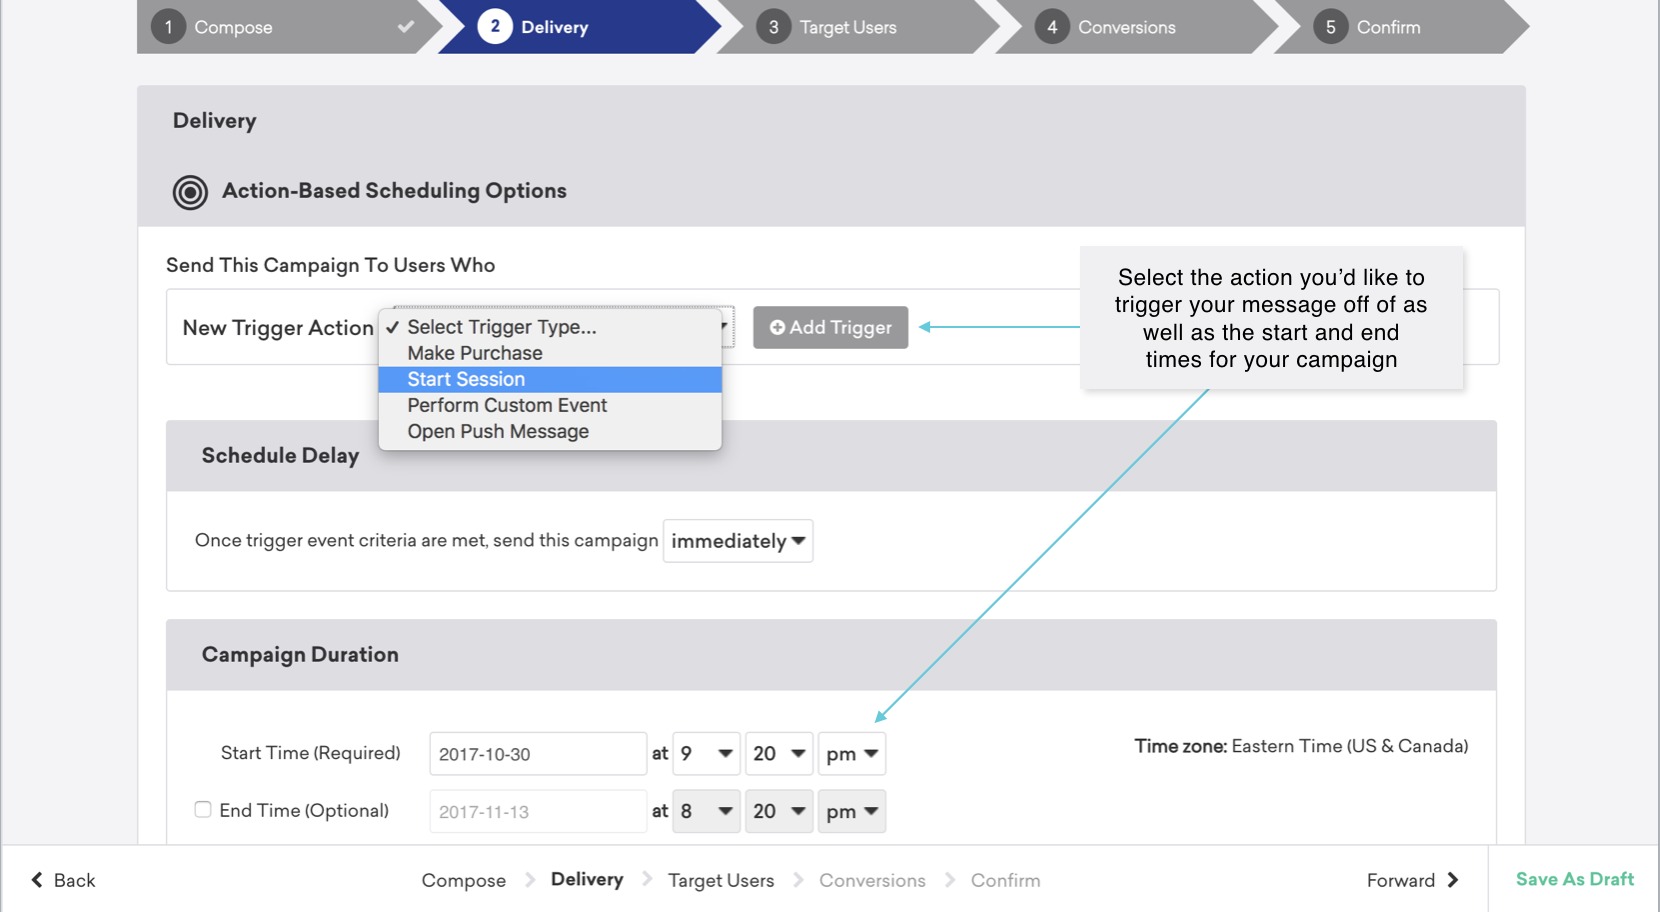 1 Compose
2 Delivery
3 Target Users
4 Conversions
5 Confirm
Delivery
Action-Based Scheduling Options
Send This Campaign To Users Who
New Trigger Action
✓ Select Trigger Type...
Make Purchase
Start Session
Perform Custom Event
Open Push Message
Add Trigger
Select the action you’d like to
trigger your message off of as
well as the start and end
times for your campaign
Schedule Delay
Once trigger event criteria are met, send this campaign immediately
Campaign Duration
Start Time (Required) 2017-10-30 at 9 20 pm
Time zone: Eastern Time (US & Canada)
End Time (Optional) 2017-11-13 at 8 20 pm
Back
Compose > Delivery > Target Users > Conversions > Confirm
Forward
Save As Draft